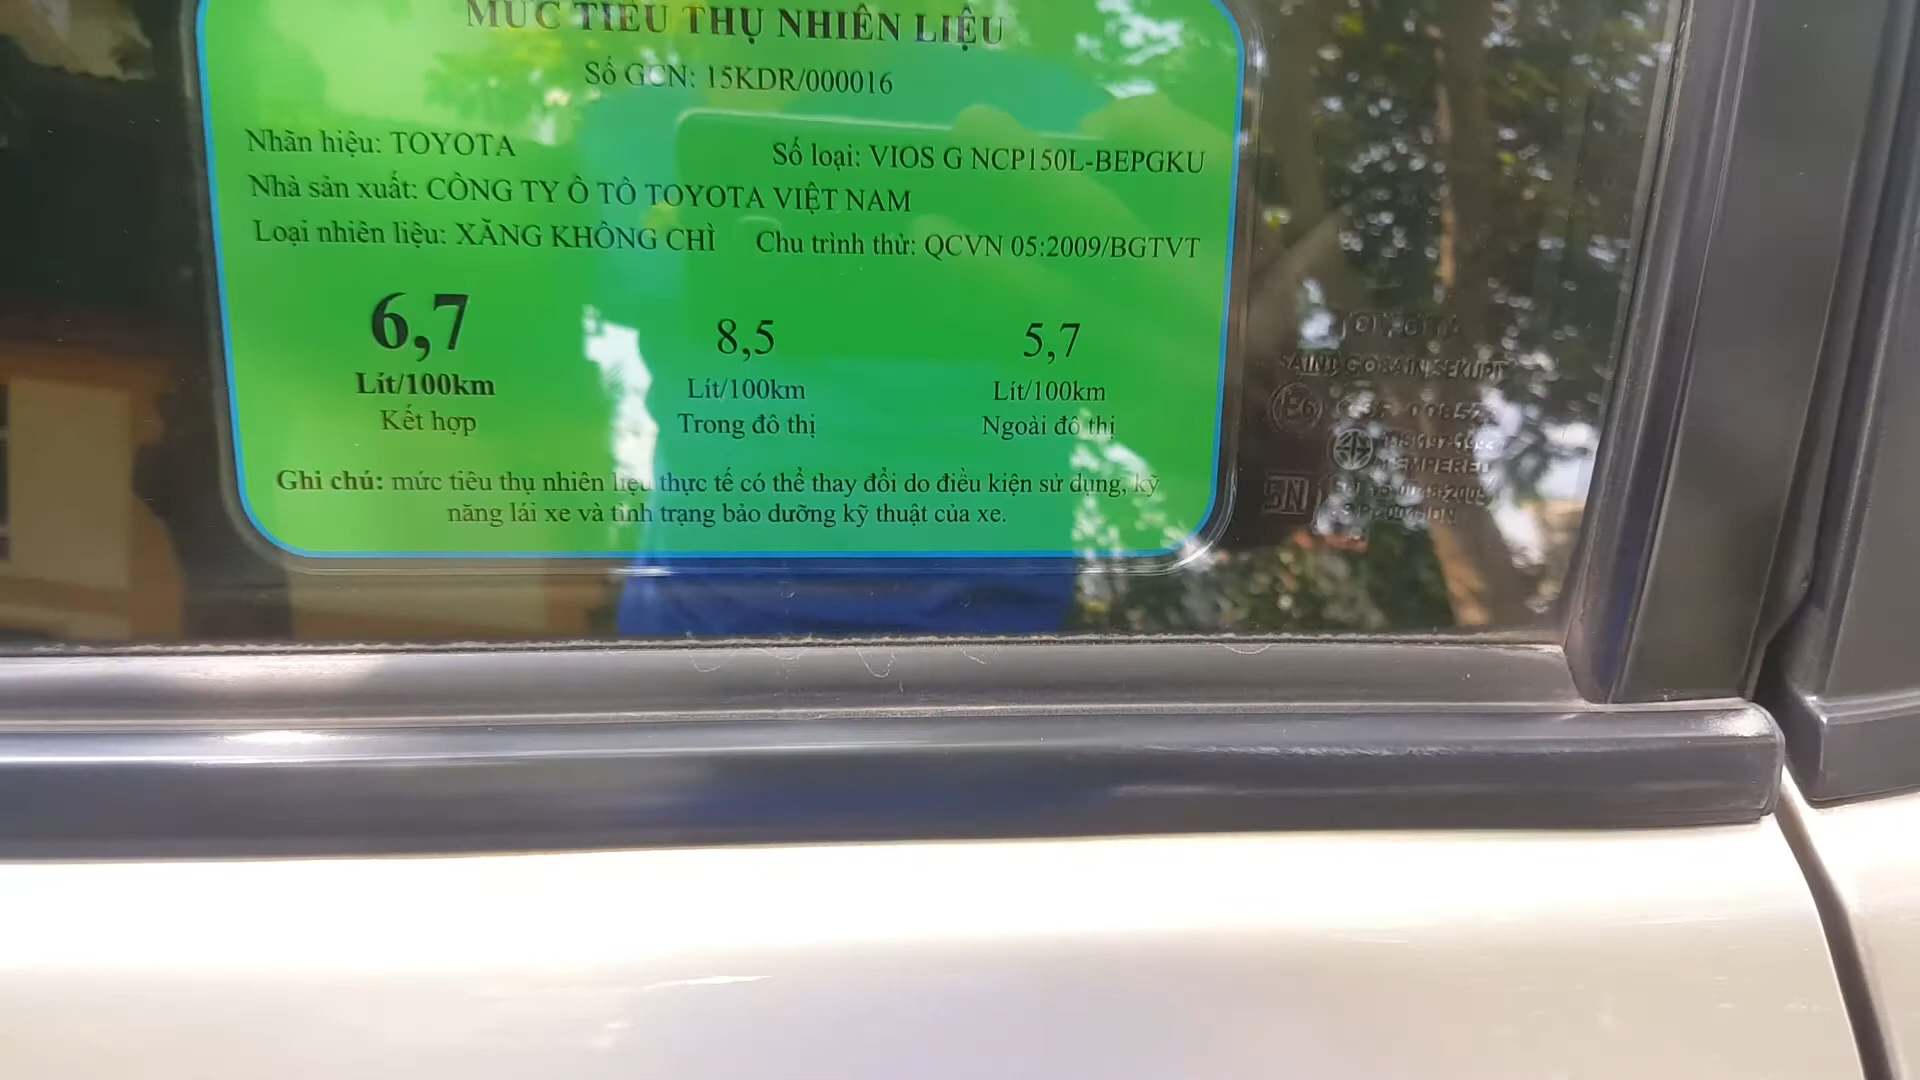 MỨC TIÊU THỤ NHIÊN LIỆU
Số GCN: 15KDR/000016
Nhãn hiệu: TOYOTA
Số loại: VIOS G NCP150L-BEPGKU
Nhà sản xuất: CÔNG TY Ô TÔ TOYOTA VIỆT NAM
Loại nhiên liệu: XĂNG KHÔNG CHÌ
Chu trình thử: QCVN 05:2009/BGTVT
6,7
Lít/100km
Kết hợp
8,5
Lít/100km
Trong đô thị
5,7
Lít/100km
Ngoài đô thị
Ghi chú: mức tiêu thụ nhiên liệu thực tế có thể thay đổi do điều kiện sử dụng, kỹ
năng lái xe và tình trạng bảo dưỡng kỹ thuật của xe.
TOYOTA
SAINT GOBAIN SEKURIT
TEMPERED